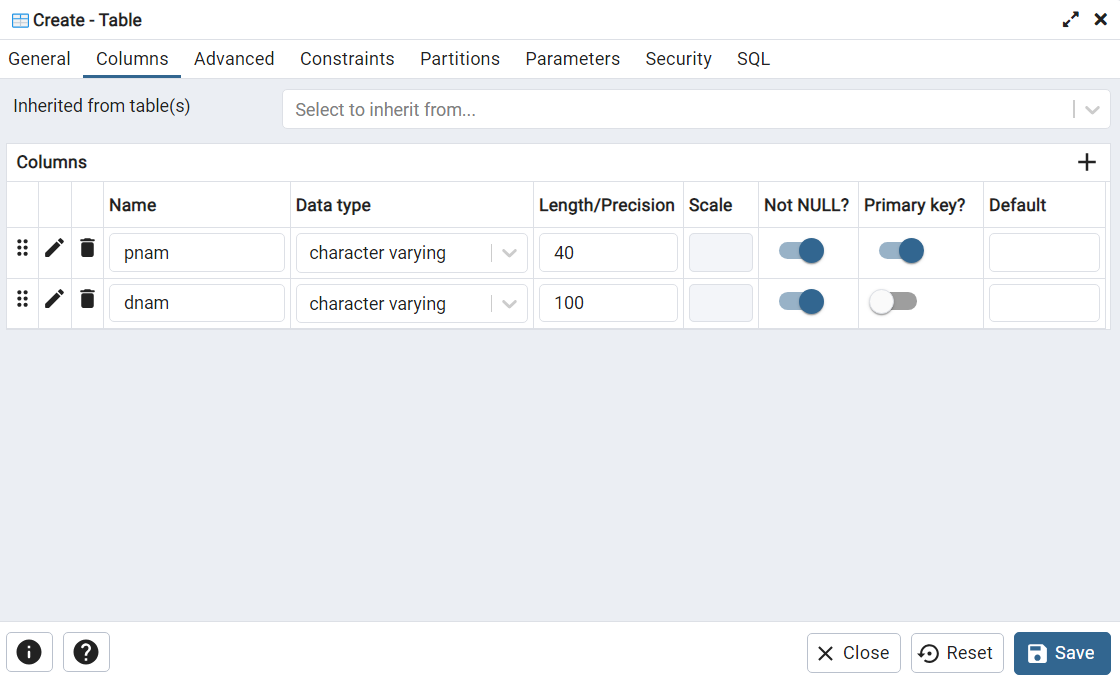 Create - Table
General Columns Advanced Constraints Partitions Parameters Security SQL
Inherited from table(s) Select to inherit from...
Columns
Name Data type Length/Precision Scale Not NULL? Primary key? Default
pnam character varying 40
dnam character varying 100
Close Reset Save